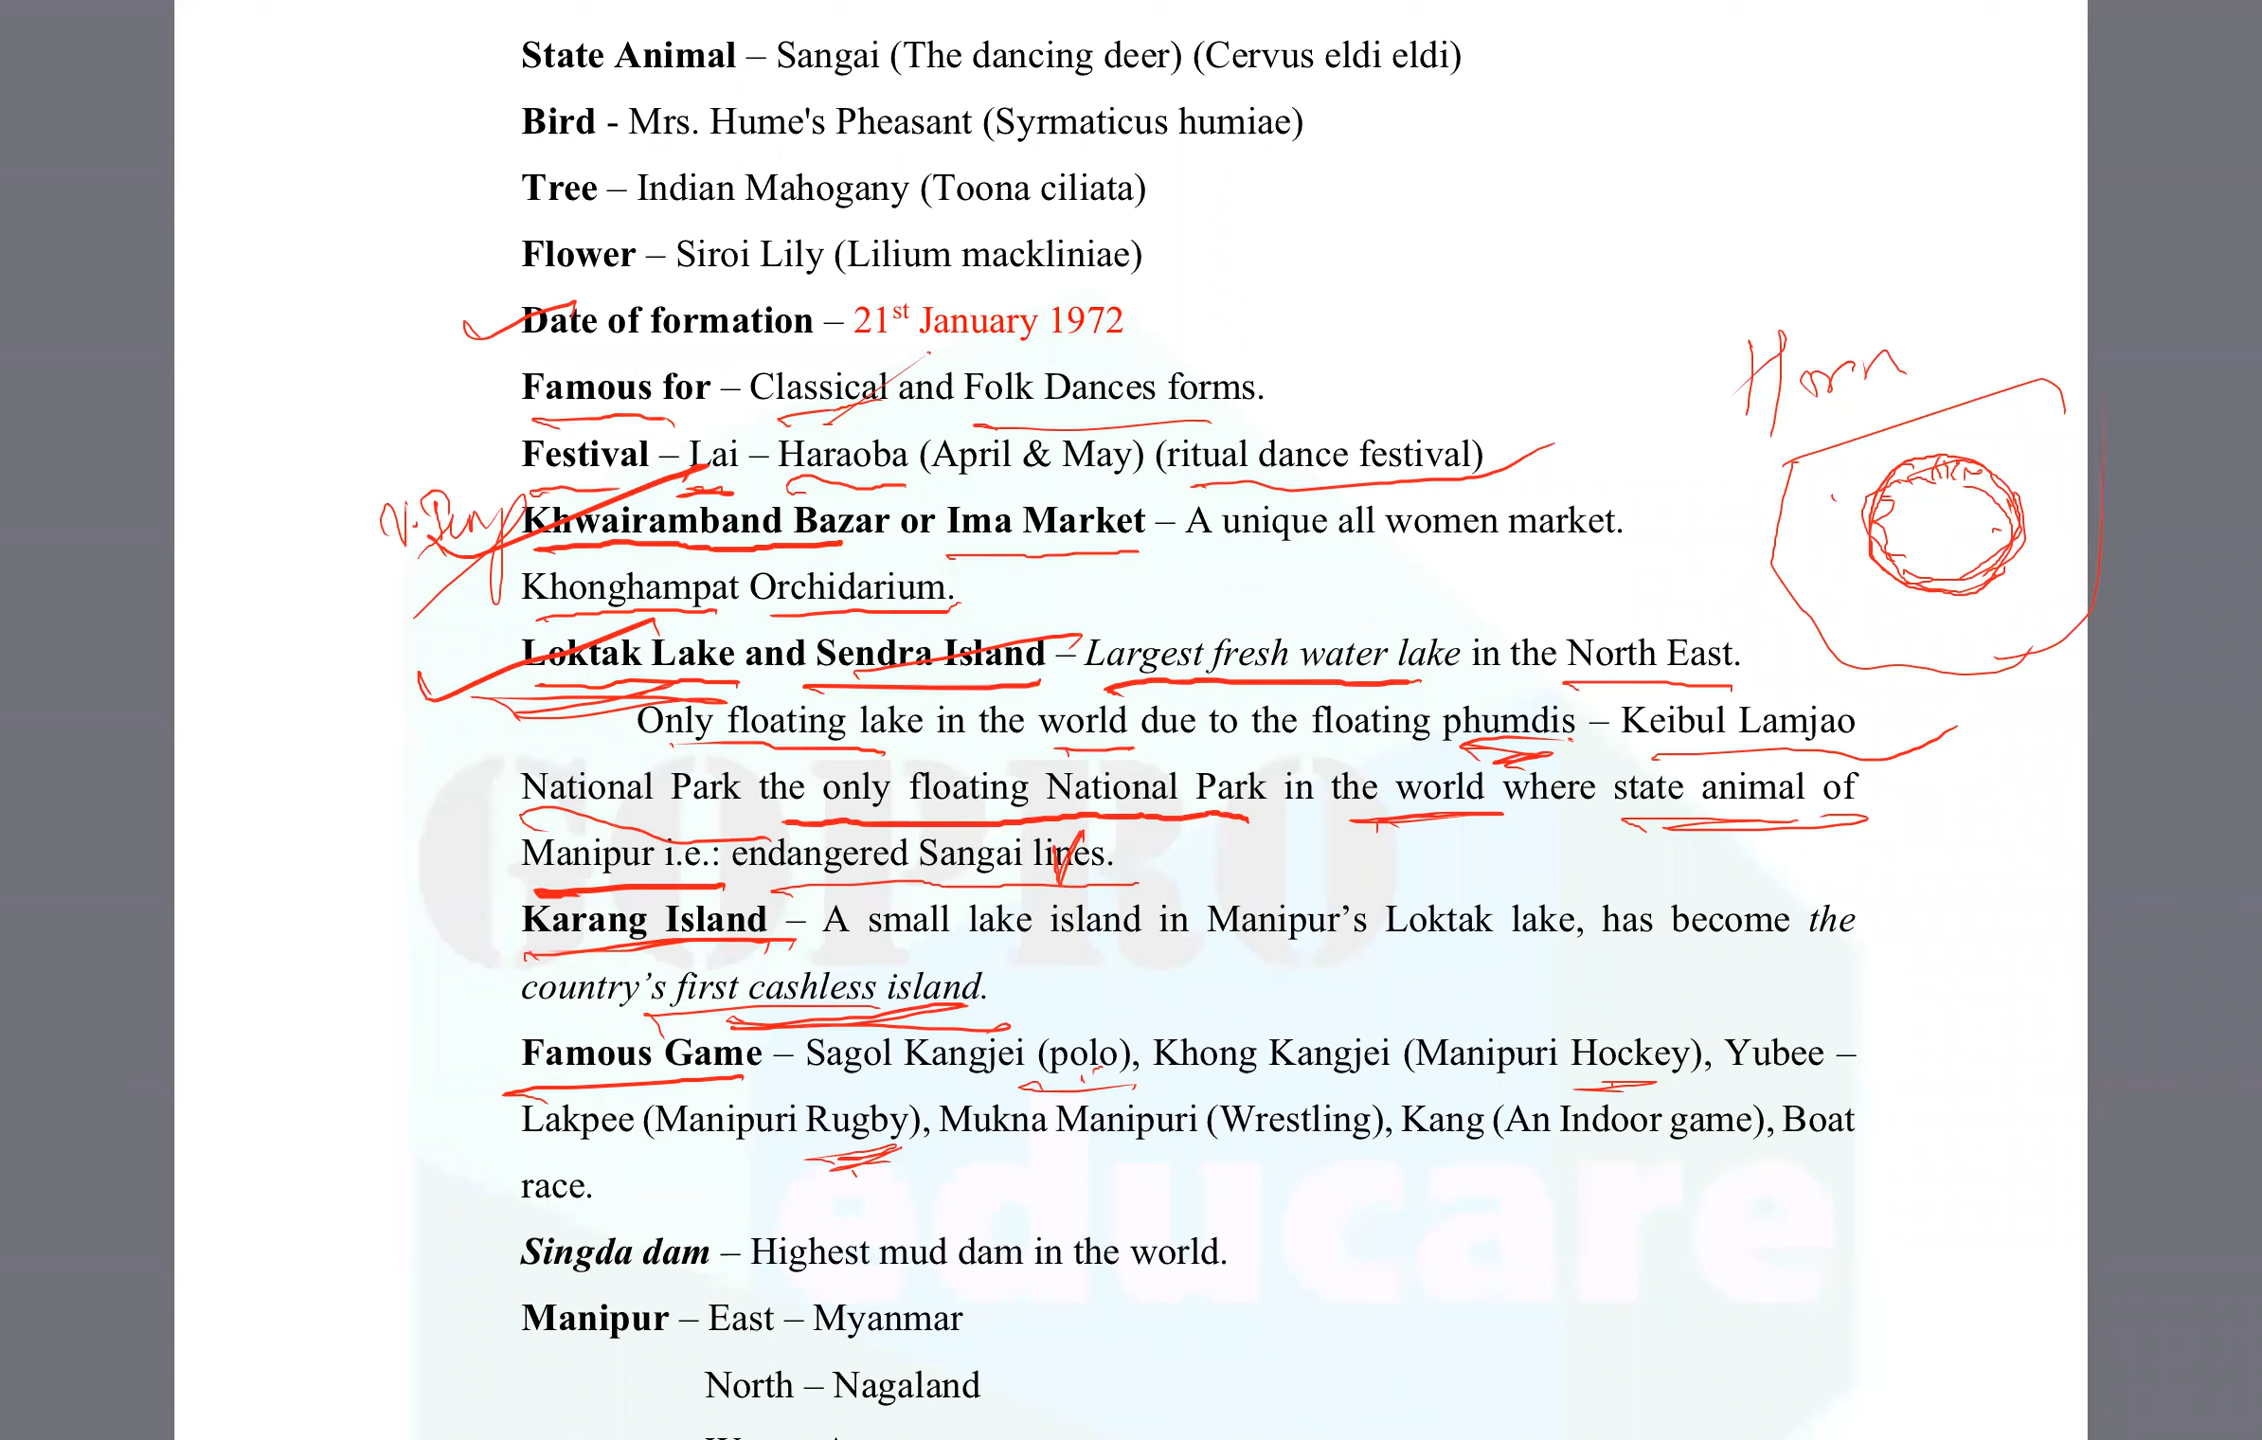 State Animal – Sangai (The dancing deer) (Cervus eldi eldi)
Bird - Mrs. Hume's Pheasant (Syrmaticus humiae)
Tree – Indian Mahogany (Toona ciliata)
Flower – Siroi Lily (Lilium mackliniae)
Date of formation – 21st January 1972
Horn
Famous for – Classical and Folk Dances forms.
Festival – Lai – Haraoba (April & May) (ritual dance festival)
Khwairamband Bazar or Ima Market – A unique all women market.
Khonghampat Orchidarium.
Loktak Lake and Sendra Island – Largest fresh water lake in the North East.
Only floating lake in the world due to the floating phumdis – Keibul Lamjao
National Park the only floating National Park in the world where state animal of
Manipur i.e.: endangered Sangai lines.
Karang Island – A small lake island in Manipur’s Loktak lake, has become the
country’s first cashless island.
Famous Game – Sagol Kangjei (polo), Khong Kangjei (Manipuri Hockey), Yubee –
Lakpee (Manipuri Rugby), Mukna Manipuri (Wrestling), Kang (An Indoor game), Boat
race.
Singda dam – Highest mud dam in the world.
Manipur – East – Myanmar
North – Nagaland
GOPRO
educare